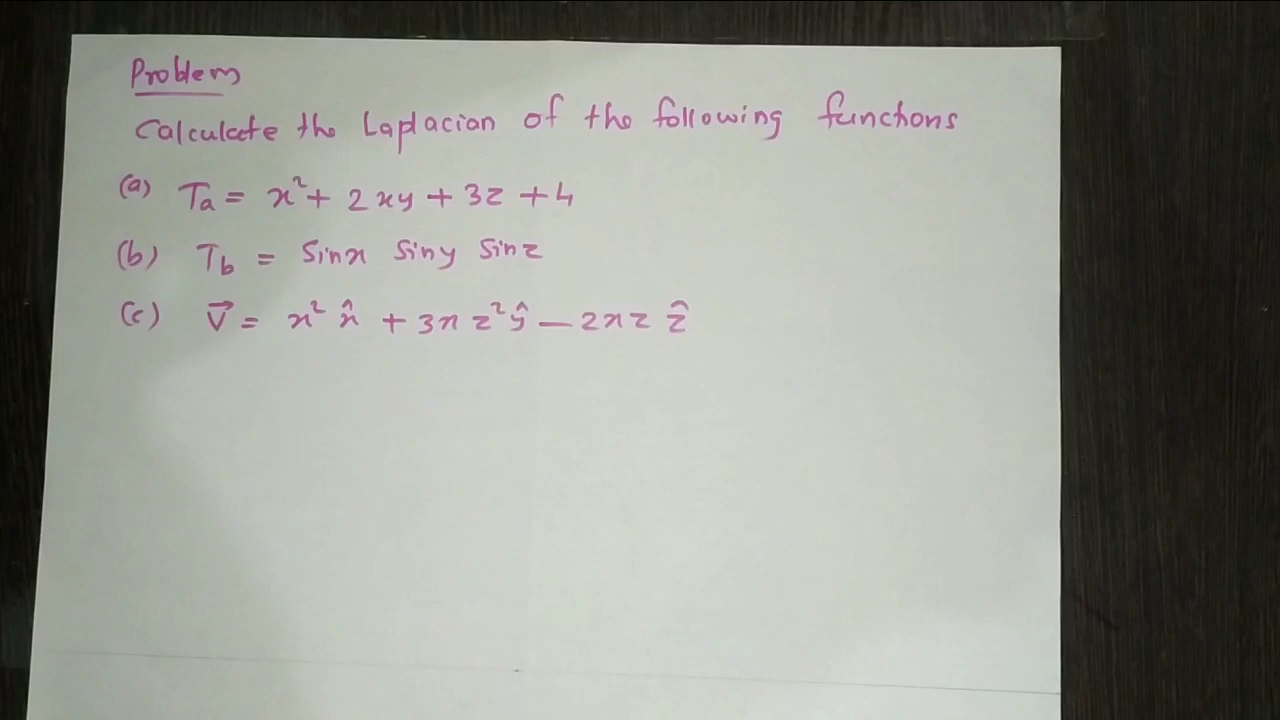 Problem
Calculate the Laplacian of the following functions
(a) Ta = x² + 2xy + 3z + 4
(b) Tb = Sinx Siny Sinz
(c) V⃗ = x² x̂ + 3xz² ŷ − 2xz ẑ